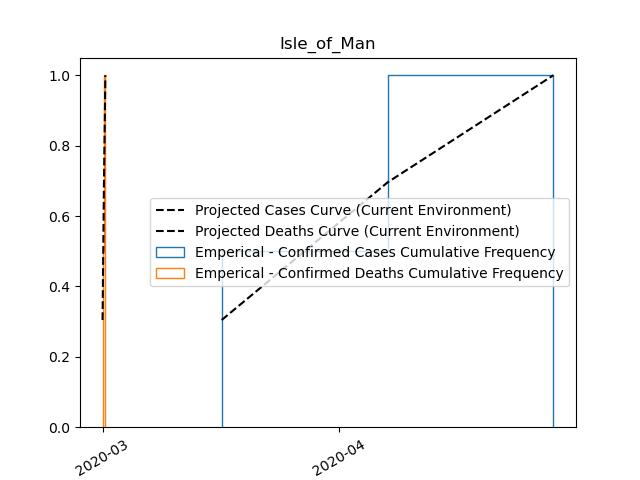 Isle_of_Man
1.0
0.8
0.6
0.4
0.2
0.0
Projected Cases Curve (Current Environment)
Projected Deaths Curve (Current Environment)
Emperical - Confirmed Cases Cumulative Frequency
Emperical - Confirmed Deaths Cumulative Frequency
2020-03
2020-04